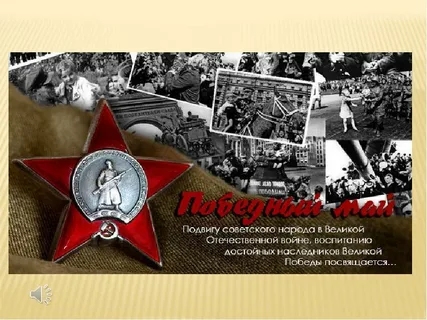 Победный май
Подвигу советского народа в Великой
Отечественной войне, воспитанию
достойных наследников Великой
Победы посвящается...